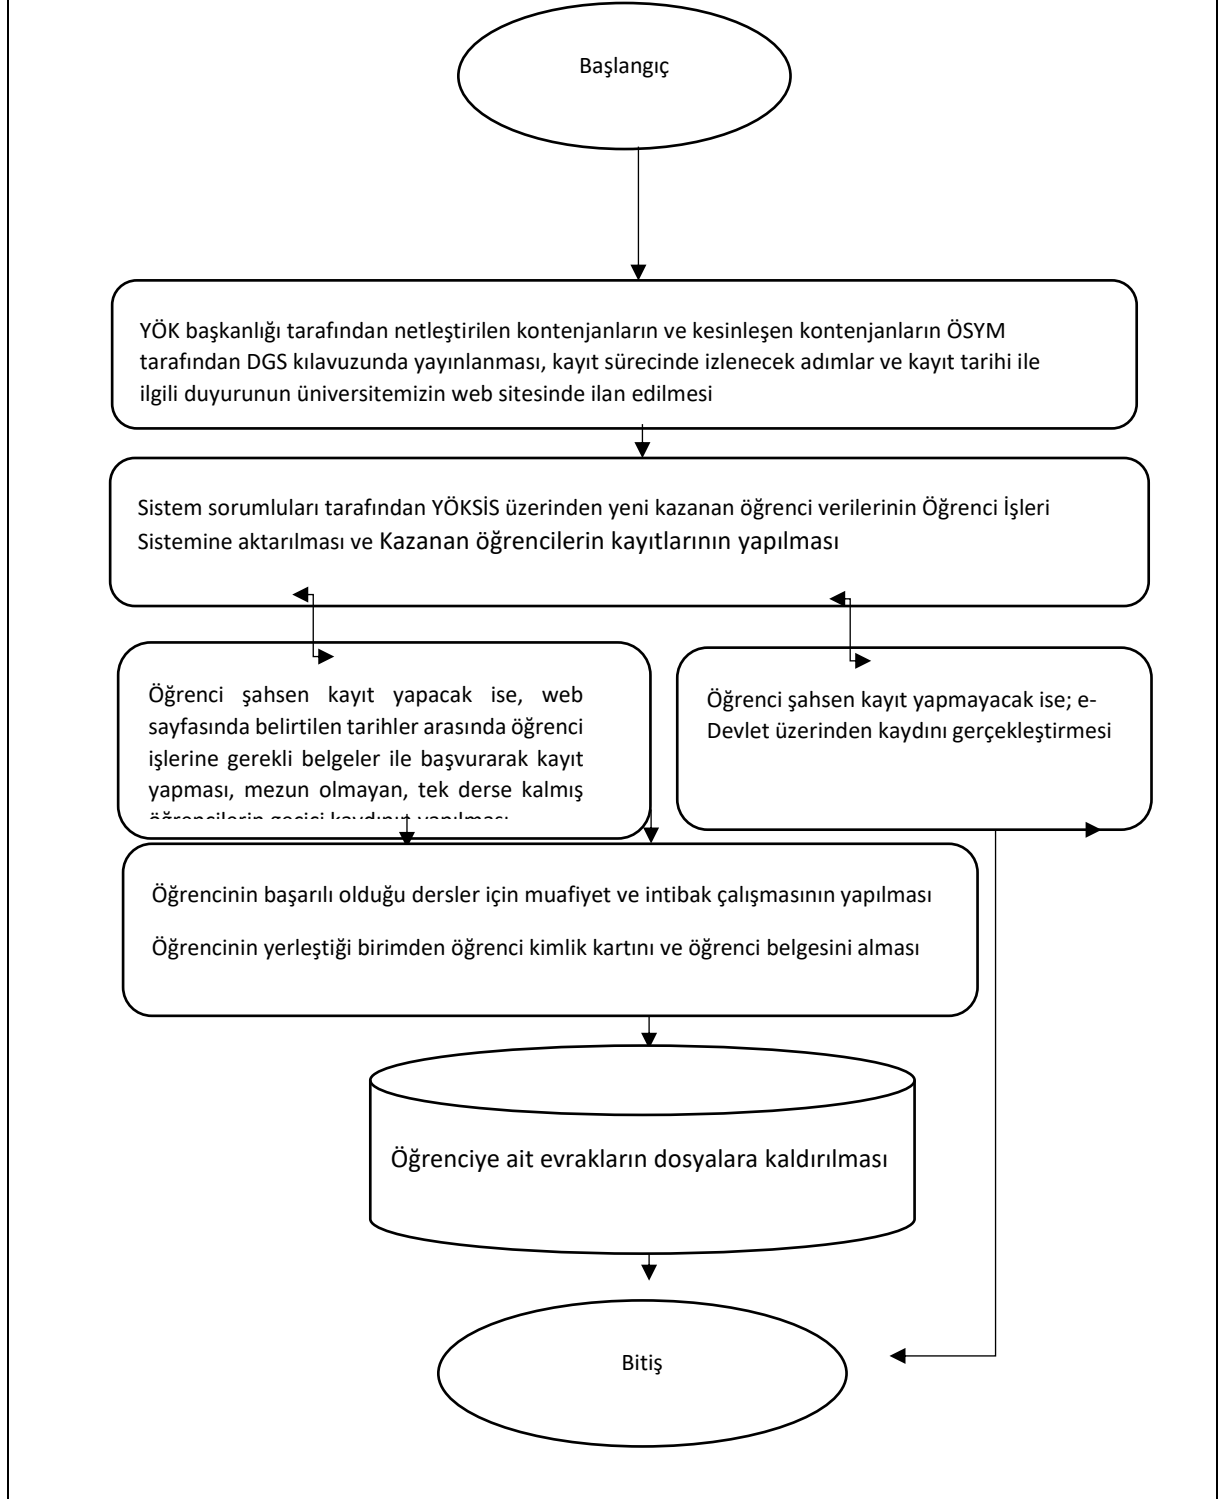 Başlangıç
YÖK başkanlığı tarafından netleştirilen kontenjanların ve kesinleşen kontenjanların ÖSYM
tarafından DGS kılavuzunda yayınlanması, kayıt sürecinde izlenecek adımlar ve kayıt tarihi ile
ilgili duyurunun üniversitemizin web sitesinde ilan edilmesi
Sistem sorumluları tarafından YÖKSİS üzerinden yeni kazanan öğrenci verilerinin Öğrenci İşleri
Sistemine aktarılması ve Kazanan öğrencilerin kayıtlarının yapılması
Öğrenci şahsen kayıt yapacak ise, web
sayfasında belirtilen tarihler arasında öğrenci
işlerine gerekli belgeler ile başvurarak kayıt
yapması, mezun olmayan, tek derse kalmış
öğrencilerin geçici kaydının yapılması
Öğrenci şahsen kayıt yapmayacak ise; e-
Devlet üzerinden kaydını gerçekleştirmesi
Öğrencinin başarılı olduğu dersler için muafiyet ve intibak çalışmasının yapılması
Öğrencinin yerleştiği birimden öğrenci kimlik kartını ve öğrenci belgesini alması
Öğrenciye ait evrakların dosyalara kaldırılması
Bitiş